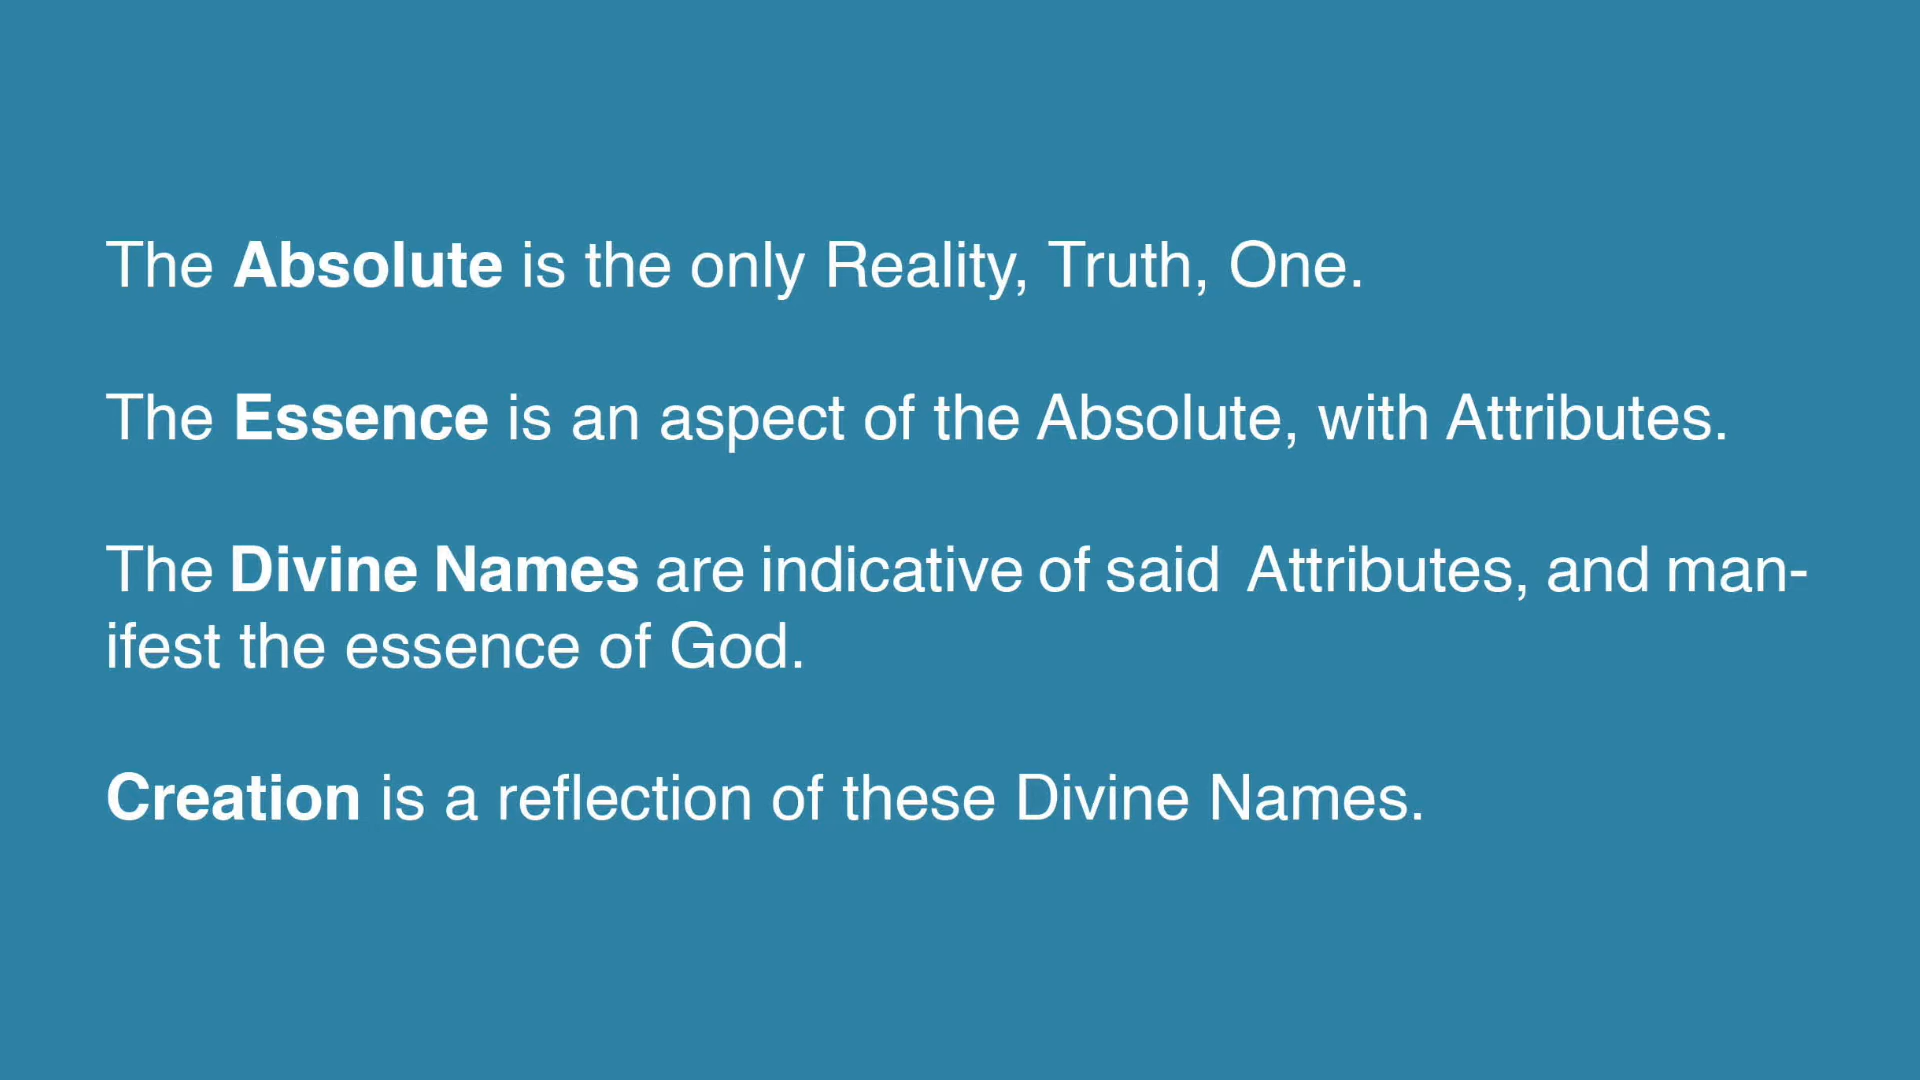 The Absolute is the only Reality, Truth, One.
The Essence is an aspect of the Absolute, with Attributes.
The Divine Names are indicative of said Attributes, and man-
ifest the essence of God.
Creation is a reflection of these Divine Names.